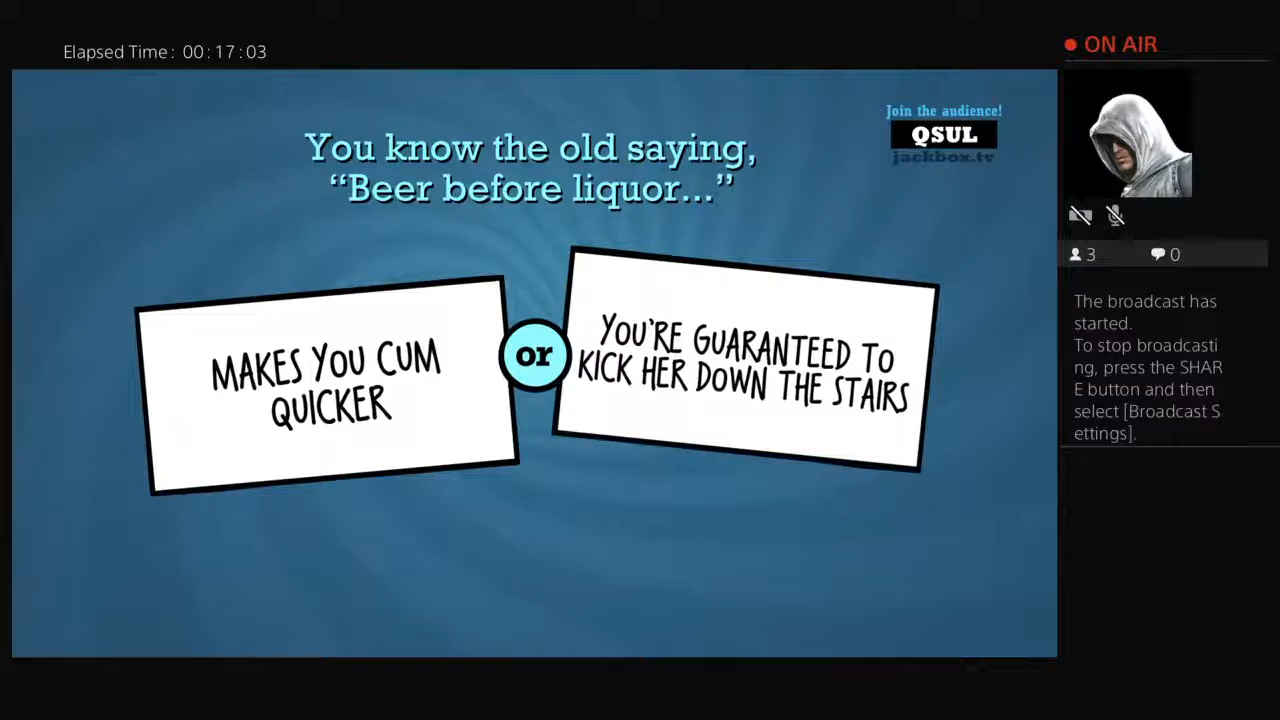 Elapsed Time: 00:17:03
ON AIR
Join the audience!
QSUL
jackbox.tv
You know the old saying,
“Beer before liquor...”
MAKES YOU CUM
QUICKER
or
YOU'RE GUARANTEED TO
KICK HER DOWN THE STAIRS
3
0
The broadcast has
started.
To stop broadcasti
ng, press the SHAR
E button and then
select [Broadcast S
ettings].